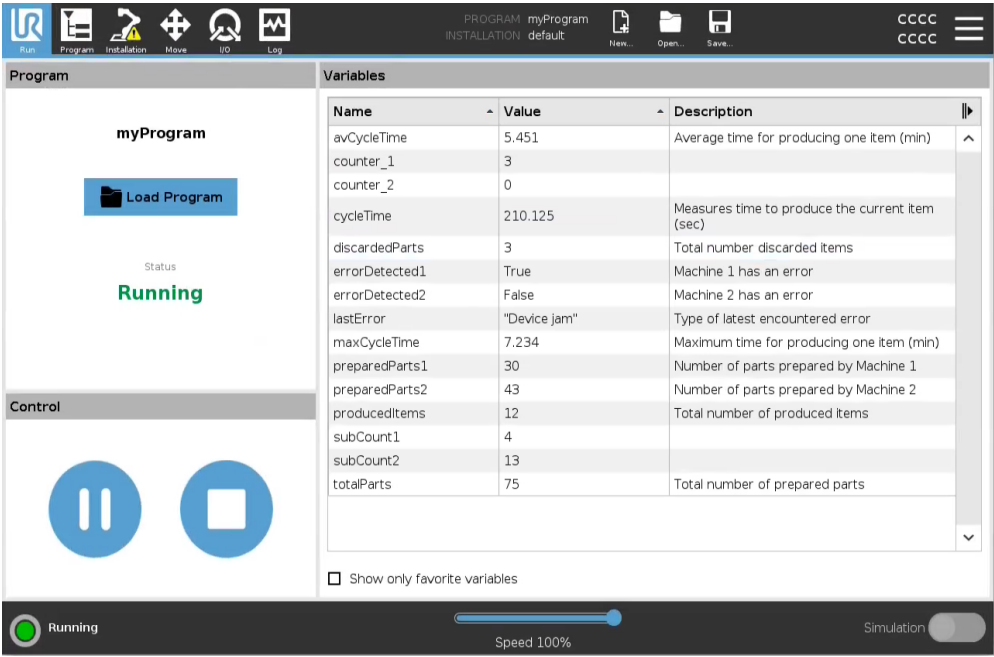 UR
Run
Program
Installation
Move
I/O
Log
PROGRAM myProgram
INSTALLATION default
New...
Open...
Save...
CCCC
CCCC
Program
myProgram
Load Program
Status
Running
Control
Variables
Name Value Description
avCycleTime 5.451 Average time for producing one item (min)
counter_1 3
counter_2 0
cycleTime 210.125 Measures time to produce the current item
(sec)
discardedParts 3 Total number discarded items
errorDetected1 True Machine 1 has an error
errorDetected2 False Machine 2 has an error
lastError "Device jam" Type of latest encountered error
maxCycleTime 7.234 Maximum time for producing one item (min)
preparedParts1 30 Number of parts prepared by Machine 1
preparedParts2 43 Number of parts prepared by Machine 2
producedItems 12 Total number of produced items
subCount1 4
subCount2 13
totalParts 75 Total number of prepared parts
Show only favorite variables
Running
Speed 100%
Simulation